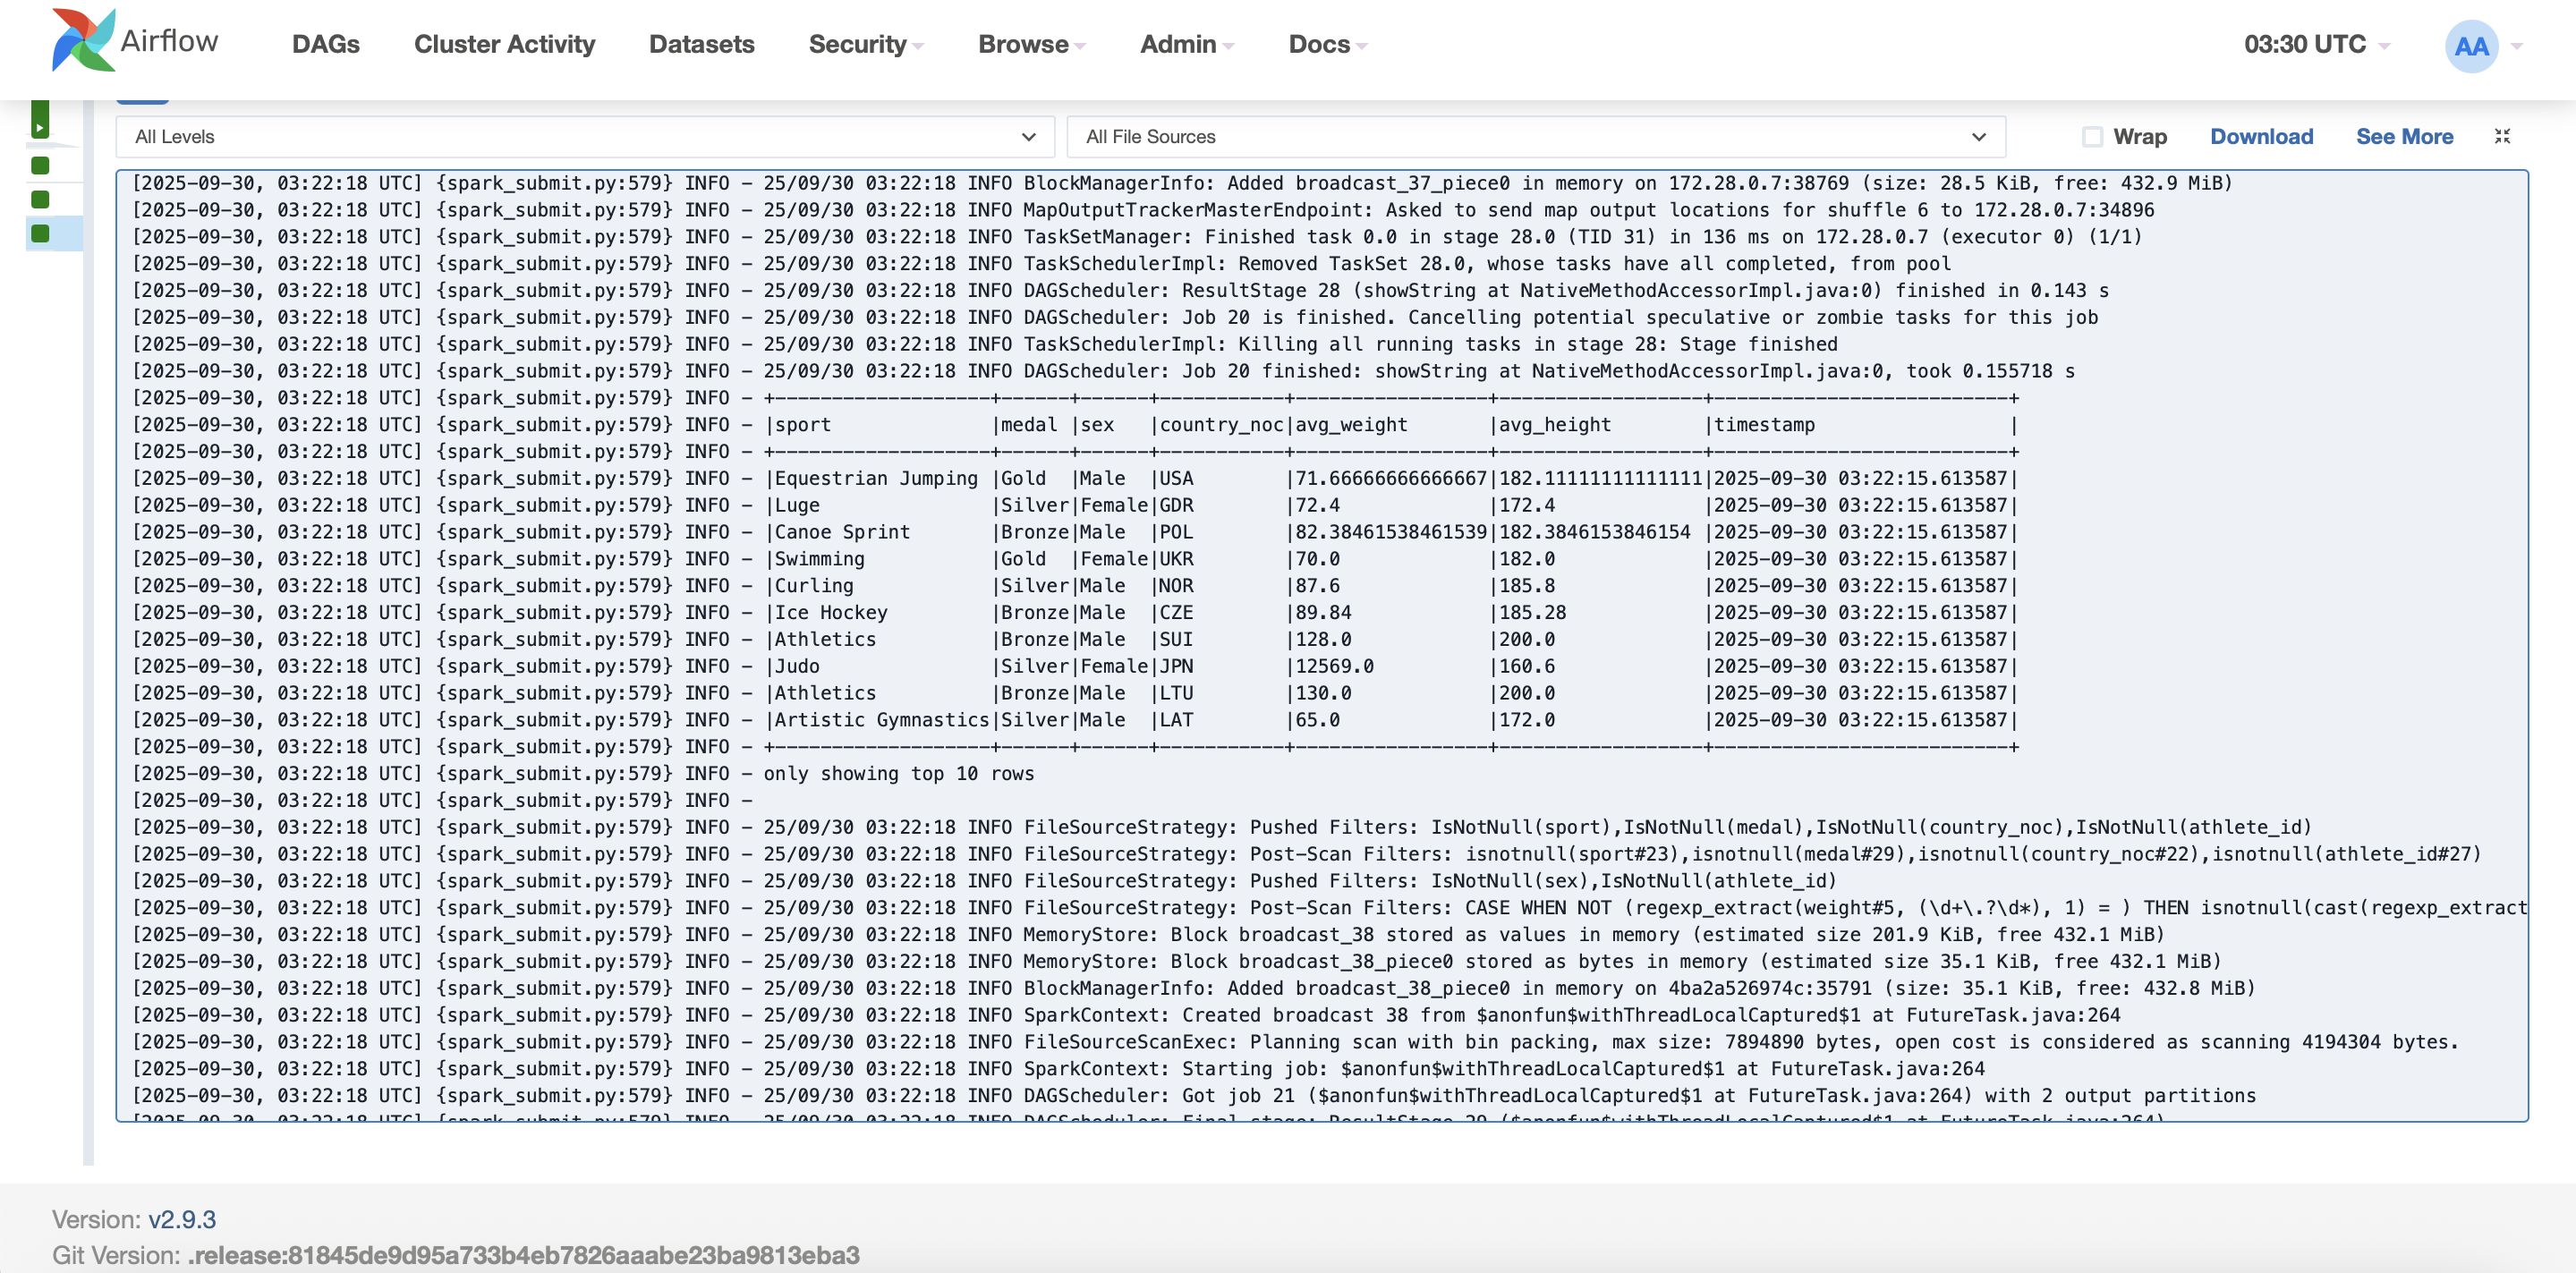 Airflow DAGs Cluster Activity Datasets Security Browse Admin Docs 03:30 UTC AA
All Levels All File Sources Wrap Download See More
[2025-09-30, 03:22:18 UTC] {spark_submit.py:579} INFO - 25/09/30 03:22:18 INFO BlockManagerInfo: Added broadcast_37_piece0 in memory on 172.28.0.7:38769 (size: 28.5 KiB, free: 432.9 MiB)
[2025-09-30, 03:22:18 UTC] {spark_submit.py:579} INFO - 25/09/30 03:22:18 INFO MapOutputTrackerMasterEndpoint: Asked to send map output locations for shuffle 6 to 172.28.0.7:34896
[2025-09-30, 03:22:18 UTC] {spark_submit.py:579} INFO - 25/09/30 03:22:18 INFO TaskSetManager: Finished task 0.0 in stage 28.0 (TID 31) in 136 ms on 172.28.0.7 (executor 0) (1/1)
[2025-09-30, 03:22:18 UTC] {spark_submit.py:579} INFO - 25/09/30 03:22:18 INFO TaskSchedulerImpl: Removed TaskSet 28.0, whose tasks have all completed, from pool
[2025-09-30, 03:22:18 UTC] {spark_submit.py:579} INFO - 25/09/30 03:22:18 INFO DAGScheduler: ResultStage 28 (showString at NativeMethodAccessorImpl.java:0) finished in 0.143 s
[2025-09-30, 03:22:18 UTC] {spark_submit.py:579} INFO - 25/09/30 03:22:18 INFO DAGScheduler: Job 20 is finished. Cancelling potential speculative or zombie tasks for this job
[2025-09-30, 03:22:18 UTC] {spark_submit.py:579} INFO - 25/09/30 03:22:18 INFO TaskSchedulerImpl: Killing all running tasks in stage 28: Stage finished
[2025-09-30, 03:22:18 UTC] {spark_submit.py:579} INFO - 25/09/30 03:22:18 INFO DAGScheduler: Job 20 finished: showString at NativeMethodAccessorImpl.java:0, took 0.155718 s
[2025-09-30, 03:22:18 UTC] {spark_submit.py:579} INFO - +-------------------+------+------+-----------+-----------------+------------------+--------------------------+
[2025-09-30, 03:22:18 UTC] {spark_submit.py:579} INFO - |sport              |medal |sex   |country_noc|avg_weight       |avg_height        |timestamp                 |
[2025-09-30, 03:22:18 UTC] {spark_submit.py:579} INFO - +-------------------+------+------+-----------+-----------------+------------------+--------------------------+
[2025-09-30, 03:22:18 UTC] {spark_submit.py:579} INFO - |Equestrian Jumping |Gold  |Male  |USA        |71.66666666666667|182.11111111111111|2025-09-30 03:22:15.613587|
[2025-09-30, 03:22:18 UTC] {spark_submit.py:579} INFO - |Luge               |Silver|Female|GDR        |72.4             |172.4             |2025-09-30 03:22:15.613587|
[2025-09-30, 03:22:18 UTC] {spark_submit.py:579} INFO - |Canoe Sprint       |Bronze|Male  |POL        |82.38461538461539|182.3846153846154 |2025-09-30 03:22:15.613587|
[2025-09-30, 03:22:18 UTC] {spark_submit.py:579} INFO - |Swimming           |Gold  |Female|UKR        |70.0             |182.0             |2025-09-30 03:22:15.613587|
[2025-09-30, 03:22:18 UTC] {spark_submit.py:579} INFO - |Curling            |Silver|Male  |NOR        |87.6             |185.8             |2025-09-30 03:22:15.613587|
[2025-09-30, 03:22:18 UTC] {spark_submit.py:579} INFO - |Ice Hockey         |Bronze|Male  |CZE        |89.84            |185.28            |2025-09-30 03:22:15.613587|
[2025-09-30, 03:22:18 UTC] {spark_submit.py:579} INFO - |Athletics          |Bronze|Male  |SUI        |128.0            |200.0             |2025-09-30 03:22:15.613587|
[2025-09-30, 03:22:18 UTC] {spark_submit.py:579} INFO - |Judo               |Silver|Female|JPN        |12569.0          |160.6             |2025-09-30 03:22:15.613587|
[2025-09-30, 03:22:18 UTC] {spark_submit.py:579} INFO - |Athletics          |Bronze|Male  |LTU        |130.0            |200.0             |2025-09-30 03:22:15.613587|
[2025-09-30, 03:22:18 UTC] {spark_submit.py:579} INFO - |Artistic Gymnastics|Silver|Male  |LAT        |65.0             |172.0             |2025-09-30 03:22:15.613587|
[2025-09-30, 03:22:18 UTC] {spark_submit.py:579} INFO - +-------------------+------+------+-----------+-----------------+------------------+--------------------------+
[2025-09-30, 03:22:18 UTC] {spark_submit.py:579} INFO - only showing top 10 rows
[2025-09-30, 03:22:18 UTC] {spark_submit.py:579} INFO -
[2025-09-30, 03:22:18 UTC] {spark_submit.py:579} INFO - 25/09/30 03:22:18 INFO FileSourceStrategy: Pushed Filters: IsNotNull(sport),IsNotNull(medal),IsNotNull(country_noc),IsNotNull(athlete_id)
[2025-09-30, 03:22:18 UTC] {spark_submit.py:579} INFO - 25/09/30 03:22:18 INFO FileSourceStrategy: Post-Scan Filters: isnotnull(sport#23),isnotnull(medal#29),isnotnull(country_noc#22),isnotnull(athlete_id#27)
[2025-09-30, 03:22:18 UTC] {spark_submit.py:579} INFO - 25/09/30 03:22:18 INFO FileSourceStrategy: Pushed Filters: IsNotNull(sex),IsNotNull(athlete_id)
[2025-09-30, 03:22:18 UTC] {spark_submit.py:579} INFO - 25/09/30 03:22:18 INFO FileSourceStrategy: Post-Scan Filters: CASE WHEN NOT (regexp_extract(weight#5, (\d+\.?\d*), 1) = ) THEN isnotnull(cast(regexp_extract
[2025-09-30, 03:22:18 UTC] {spark_submit.py:579} INFO - 25/09/30 03:22:18 INFO MemoryStore: Block broadcast_38 stored as values in memory (estimated size 201.9 KiB, free 432.1 MiB)
[2025-09-30, 03:22:18 UTC] {spark_submit.py:579} INFO - 25/09/30 03:22:18 INFO MemoryStore: Block broadcast_38_piece0 stored as bytes in memory (estimated size 35.1 KiB, free 432.1 MiB)
[2025-09-30, 03:22:18 UTC] {spark_submit.py:579} INFO - 25/09/30 03:22:18 INFO BlockManagerInfo: Added broadcast_38_piece0 in memory on 4ba2a526974c:35791 (size: 35.1 KiB, free: 432.8 MiB)
[2025-09-30, 03:22:18 UTC] {spark_submit.py:579} INFO - 25/09/30 03:22:18 INFO SparkContext: Created broadcast 38 from $anonfun$withThreadLocalCaptured$1 at FutureTask.java:264
[2025-09-30, 03:22:18 UTC] {spark_submit.py:579} INFO - 25/09/30 03:22:18 INFO FileSourceScanExec: Planning scan with bin packing, max size: 7894890 bytes, open cost is considered as scanning 4194304 bytes.
[2025-09-30, 03:22:18 UTC] {spark_submit.py:579} INFO - 25/09/30 03:22:18 INFO SparkContext: Starting job: $anonfun$withThreadLocalCaptured$1 at FutureTask.java:264
[2025-09-30, 03:22:18 UTC] {spark_submit.py:579} INFO - 25/09/30 03:22:18 INFO DAGScheduler: Got job 21 ($anonfun$withThreadLocalCaptured$1 at FutureTask.java:264) with 2 output partitions
[2025-09-30, 03:22:18 UTC] {spark_submit.py:579} INFO - 25/09/30 03:22:18 INFO DAGScheduler: Final stage: ResultStage 29 ($anonfun$withThreadLocalCaptured$1 at FutureTask.java:264)
Version: v2.9.3
Git Version: .release:81845de9d95a733b4eb7826aaabe23ba9813eba3